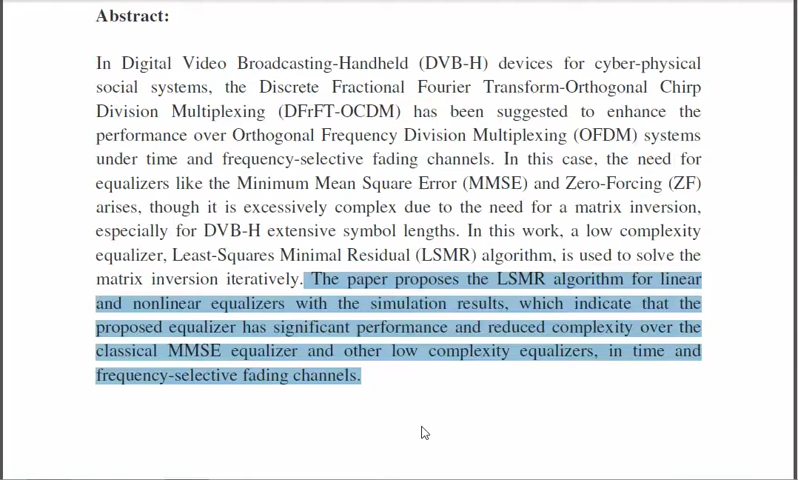 Abstract:
In Digital Video Broadcasting-Handheld (DVB-H) devices for cyber-physical
social systems, the Discrete Fractional Fourier Transform-Orthogonal Chirp
Division Multiplexing (DFrFT-OCDM) has been suggested to enhance the
performance over Orthogonal Frequency Division Multiplexing (OFDM) systems
under time and frequency-selective fading channels. In this case, the need for
equalizers like the Minimum Mean Square Error (MMSE) and Zero-Forcing (ZF)
arises, though it is excessively complex due to the need for a matrix inversion,
especially for DVB-H extensive symbol lengths. In this work, a low complexity
equalizer, Least-Squares Minimal Residual (LSMR) algorithm, is used to solve the
matrix inversion iteratively. The paper proposes the LSMR algorithm for linear
and nonlinear equalizers with the simulation results, which indicate that the
proposed equalizer has significant performance and reduced complexity over the
classical MMSE equalizer and other low complexity equalizers, in time and
frequency-selective fading channels.